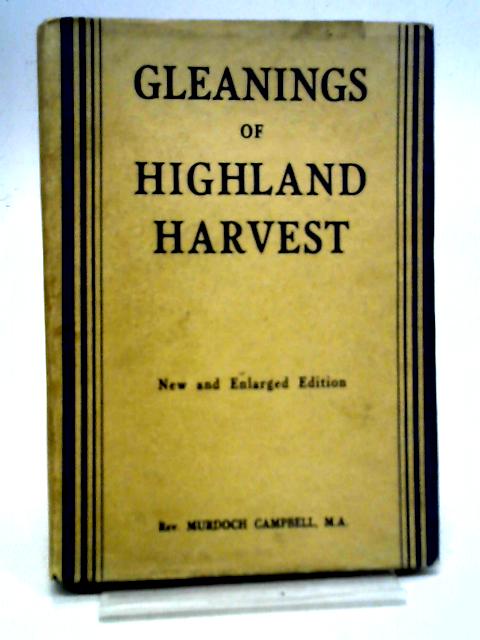 GLEANINGS
OF
HIGHLAND
HARVEST
New and Enlarged Edition
Rev. MURDOCH CAMPBELL, M.A.